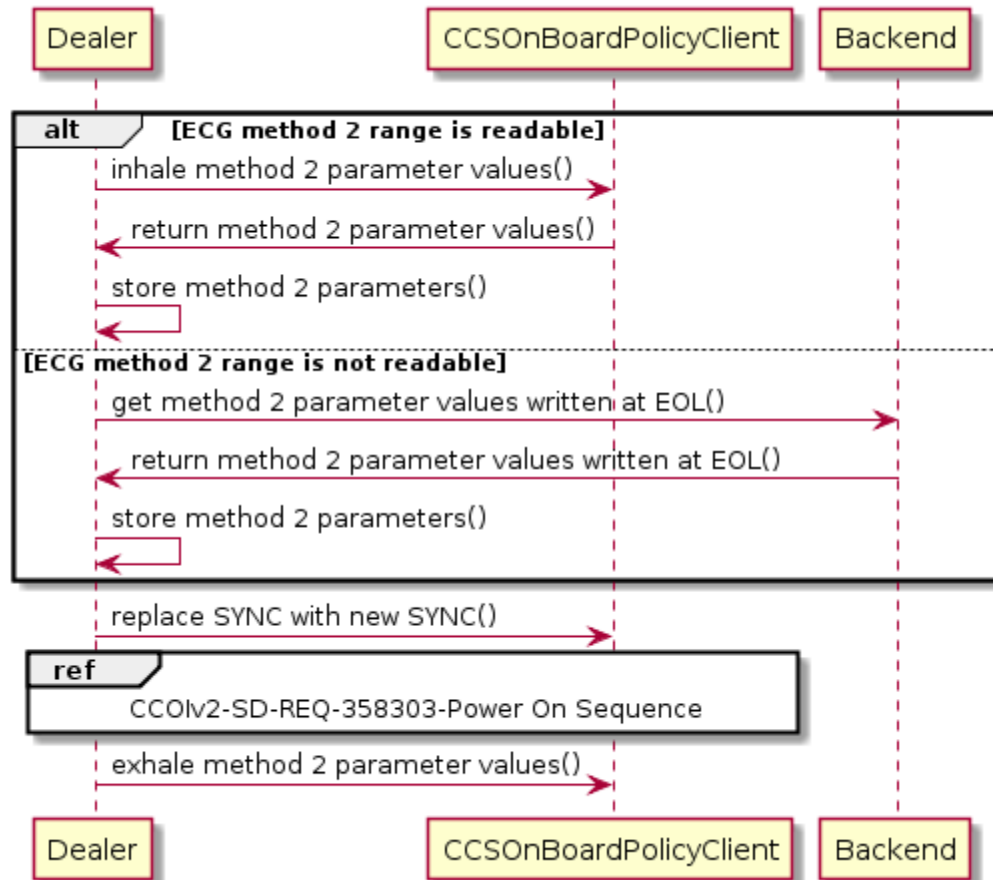 Dealer CCSOnBoardPolicyClient Backend
alt [ECG method 2 range is readable]
inhale method 2 parameter values()
return method 2 parameter values()
store method 2 parameters()
[ECG method 2 range is not readable]
get method 2 parameter values written at EOL()
return method 2 parameter values written at EOL()
store method 2 parameters()
replace SYNC with new SYNC()
ref
CCOIv2-SD-REQ-358303-Power On Sequence
exhale method 2 parameter values()
Dealer CCSOnBoardPolicyClient Backend